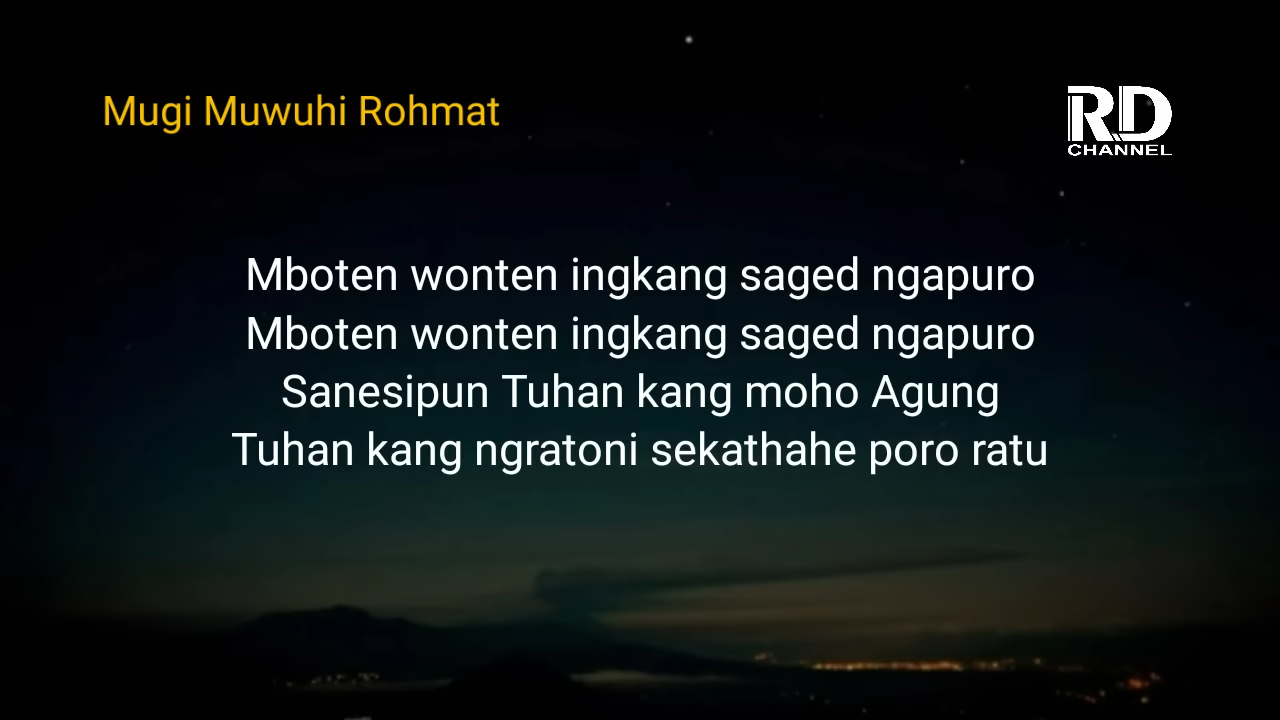 Mugi Muwuhi Rohmat
RD
CHANNEL
Mboten wonten ingkang saged ngapuro
Mboten wonten ingkang saged ngapuro
Sanesipun Tuhan kang moho Agung
Tuhan kang ngratoni sekathahe poro ratu